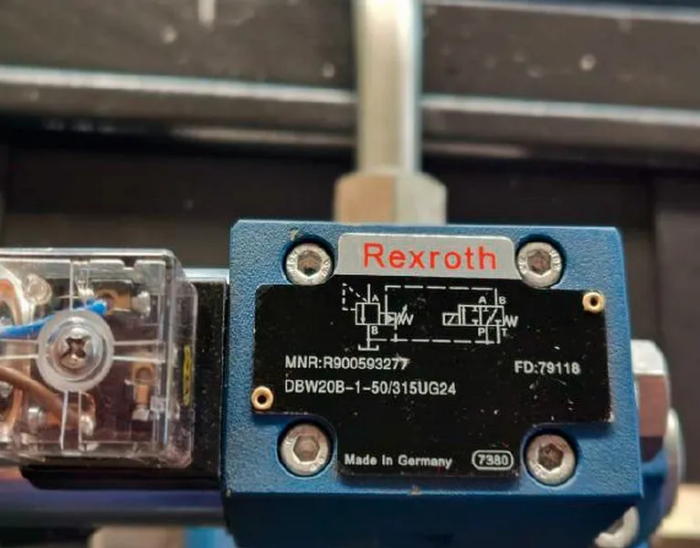 Rexroth
A
B
A B
P T
MNR:R900593277 FD:79118
DBW20B-1-50/315UG24
Made in Germany 7380